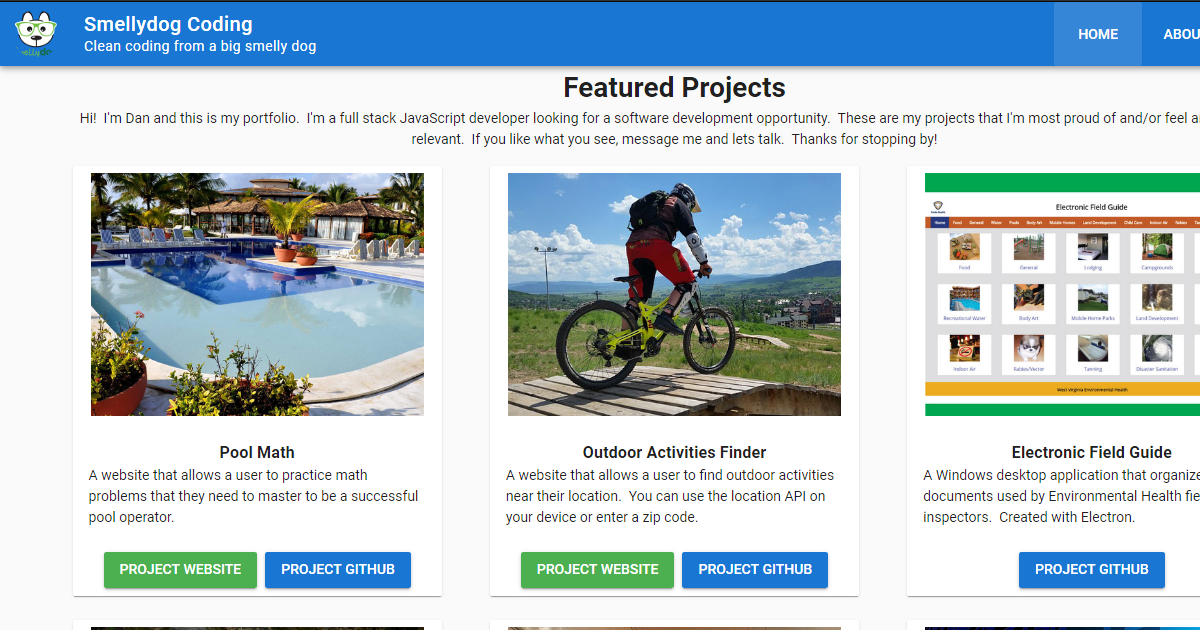 Smellydog Coding
Clean coding from a big smelly dog
HOME
ABOU
Featured Projects
Hi! I'm Dan and this is my portfolio. I'm a full stack JavaScript developer looking for a software development opportunity. These are my projects that I'm most proud of and/or feel a
relevant. If you like what you see, message me and lets talk. Thanks for stopping by!
Electronic Field Guide
Home Food General Water Pools Body Art Mobile Homes Land Development Child Care Indoor Air Rabies
Food General Lodging Campgrounds
Recreational Water Body Art Mobile Home Parks Land Development
Indoor Air Rabies/Vector Tanning Disaster Sanitation
West Virginia Environmental Health
Pool Math
A website that allows a user to practice math
problems that they need to master to be a successful
pool operator.
PROJECT WEBSITE PROJECT GITHUB
Outdoor Activities Finder
A website that allows a user to find outdoor activities
near their location. You can use the location API on
your device or enter a zip code.
PROJECT WEBSITE PROJECT GITHUB
Electronic Field Guide
A Windows desktop application that organize
documents used by Environmental Health fie
inspectors. Created with Electron.
PROJECT GITHUB